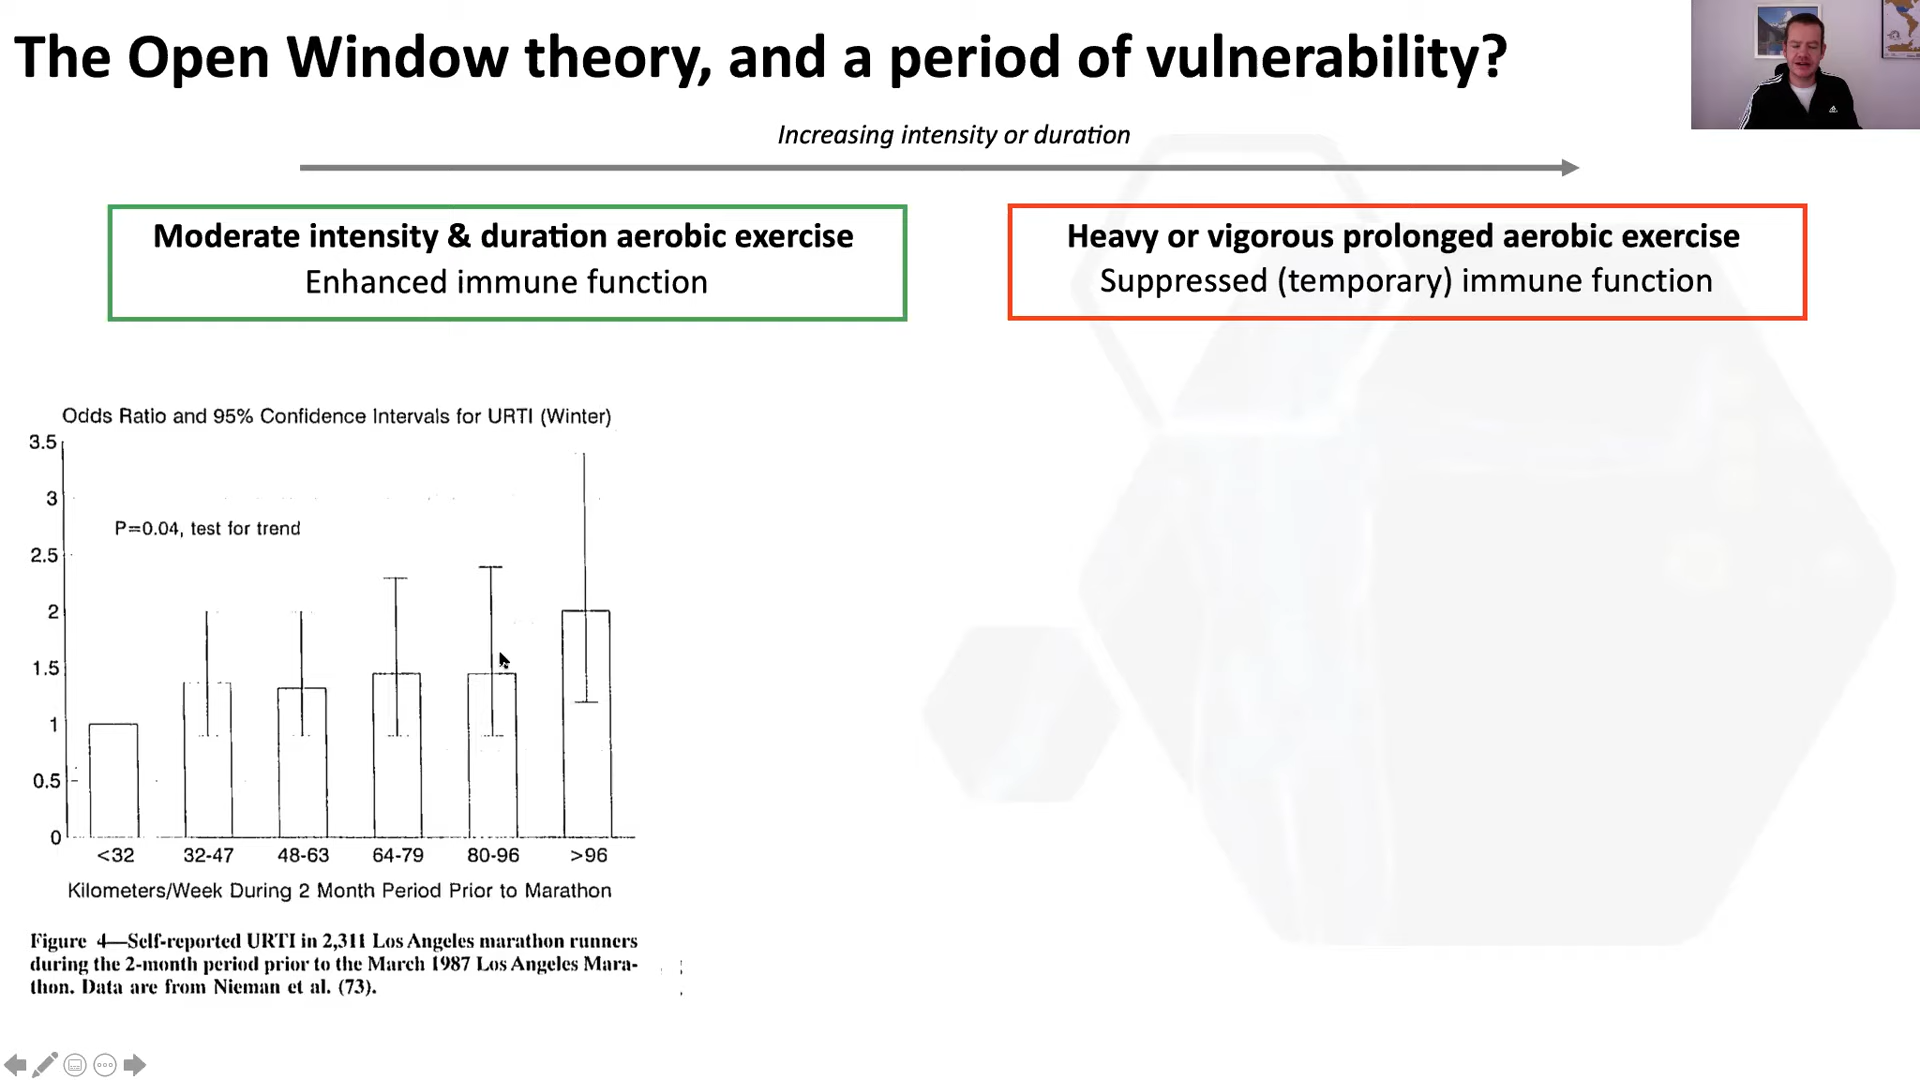 The Open Window theory, and a period of vulnerability?
Increasing intensity or duration
Moderate intensity & duration aerobic exercise
Enhanced immune function
Heavy or vigorous prolonged aerobic exercise
Suppressed (temporary) immune function
Odds Ratio and 95% Confidence Intervals for URTI (Winter)
3.5
3
P=0.04, test for trend
2.5
2
1.5
1
0.5
0
<32 32-47 48-63 64-79 80-96 >96
Kilometers/Week During 2 Month Period Prior to Marathon
Figure 4—Self-reported URTI in 2,311 Los Angeles marathon runners
during the 2-month period prior to the March 1987 Los Angeles Mara-
thon. Data are from Nieman et al. (73).